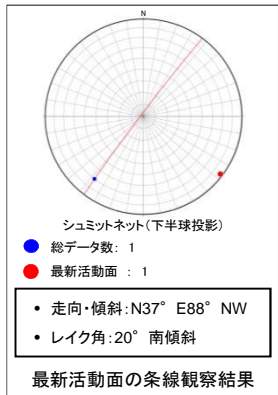 N
シュミットネット(下半球投影)
総データ数: 1
最新活動面 : 1
• 走向・傾斜:N37° E88° NW
• レイク角:20° 南傾斜
最新活動面の条線観察結果